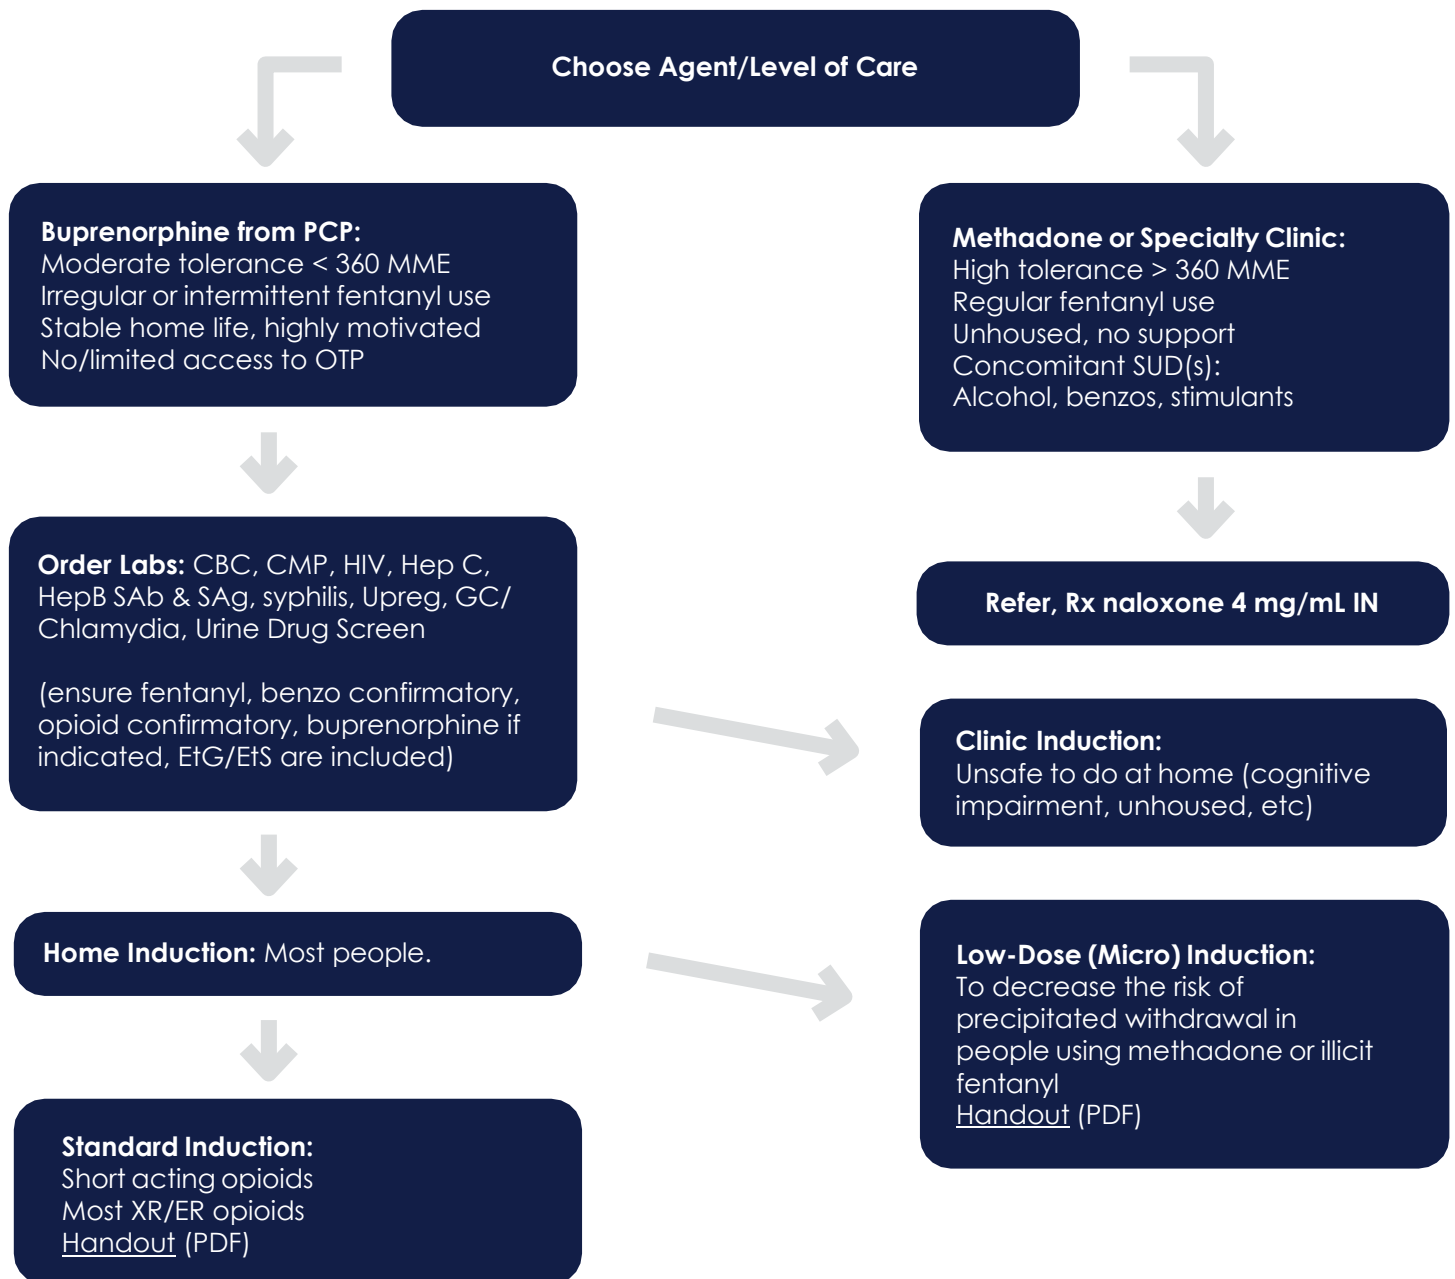 Choose Agent/Level of Care
Buprenorphine from PCP:
Moderate tolerance < 360 MME
Irregular or intermittent fentanyl use
Stable home life, highly motivated
No/limited access to OTP
Methadone or Specialty Clinic:
High tolerance > 360 MME
Regular fentanyl use
Unhoused, no support
Concomitant SUD(s):
Alcohol, benzos, stimulants
Order Labs: CBC, CMP, HIV, Hep C,
HepB SAb & SAg, syphilis, Upreg, GC/
Chlamydia, Urine Drug Screen
(ensure fentanyl, benzo confirmatory,
opioid confirmatory, buprenorphine if
indicated, EtG/EtS are included)
Refer, Rx naloxone 4 mg/mL IN
Clinic Induction:
Unsafe to do at home (cognitive
impairment, unhoused, etc)
Home Induction: Most people.
Low-Dose (Micro) Induction:
To decrease the risk of
precipitated withdrawal in
people using methadone or illicit
fentanyl
Handout (PDF)
Standard Induction:
Short acting opioids
Most XR/ER opioids
Handout (PDF)